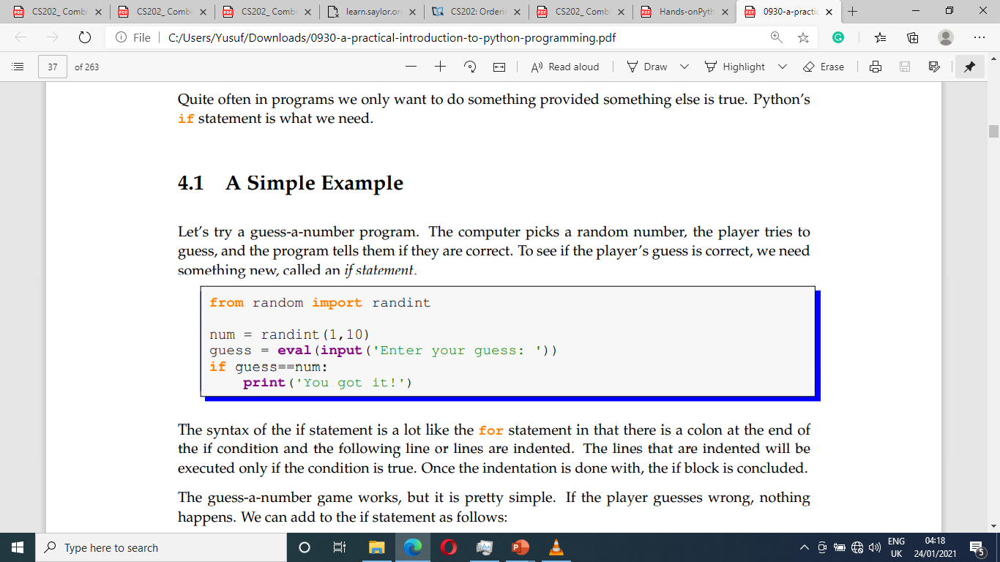 CS202_ Combi
CS202_ Combi
CS202_ Combi
learn.saylor.or
CS202: Orderin
CS202_ Combi
Hands-onPyth
0930-a-practic
File C:/Users/Yusuf/Downloads/0930-a-practical-introduction-to-python-programming.pdf
37 of 263
Read aloud
Draw
Highlight
Erase
Quite often in programs we only want to do something provided something else is true. Python's
if statement is what we need.
4.1 A Simple Example
Let's try a guess-a-number program. The computer picks a random number, the player tries to
guess, and the program tells them if they are correct. To see if the player's guess is correct, we need
something new, called an if statement.
from random import randint
num = randint(1,10)
guess = eval(input('Enter your guess: '))
if guess==num:
    print('You got it!')
The syntax of the if statement is a lot like the for statement in that there is a colon at the end of
the if condition and the following line or lines are indented. The lines that are indented will be
executed only if the condition is true. Once the indentation is done with, the if block is concluded.
The guess-a-number game works, but it is pretty simple. If the player guesses wrong, nothing
happens. We can add to the if statement as follows:
Type here to search
ENG
UK
04:18
24/01/2021
5